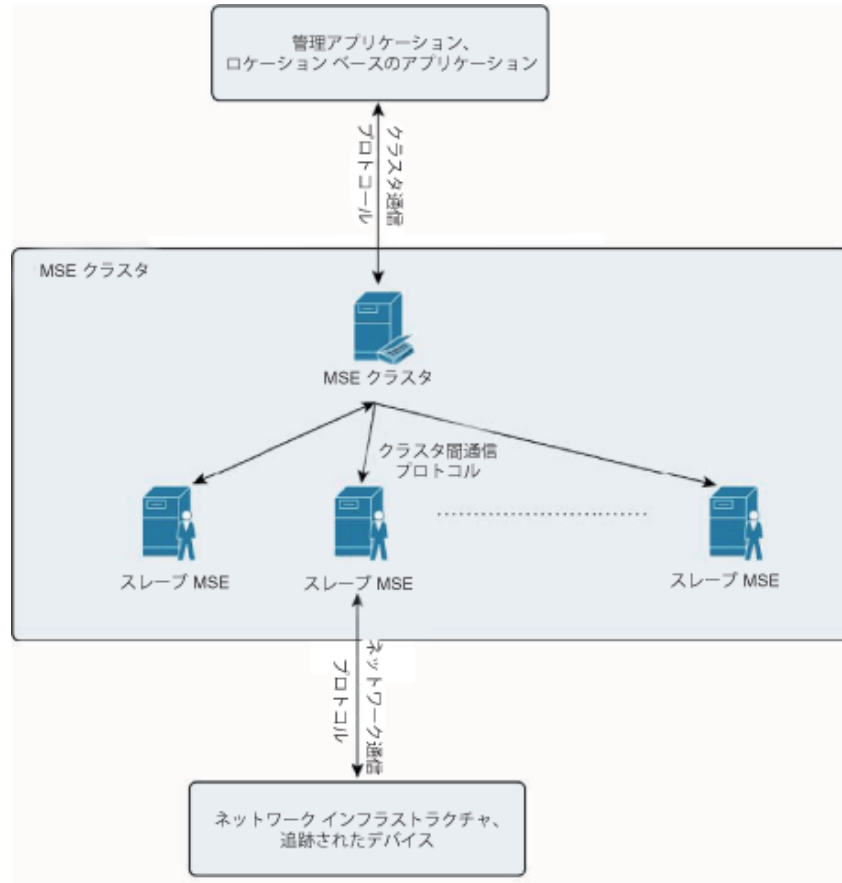 管理アプリケーション、
ロケーション ベースのアプリケーション
クラスタ通信
プロトコール
MSE クラスタ
MSE クラスタ
クラスタ間通信
プロトコル
スレーブ MSE
スレーブ MSE
スレーブ MSE
ネットワーク通信
プロトコル
ネットワーク インフラストラクチャ、
追跡されたデバイス